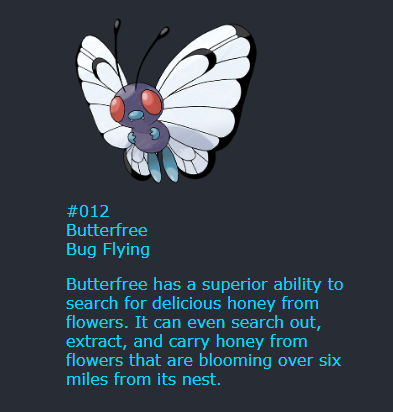 #012
Butterfree
Bug Flying
Butterfree has a superior ability to
search for delicious honey from
flowers. It can even search out,
extract, and carry honey from
flowers that are blooming over six
miles from its nest.